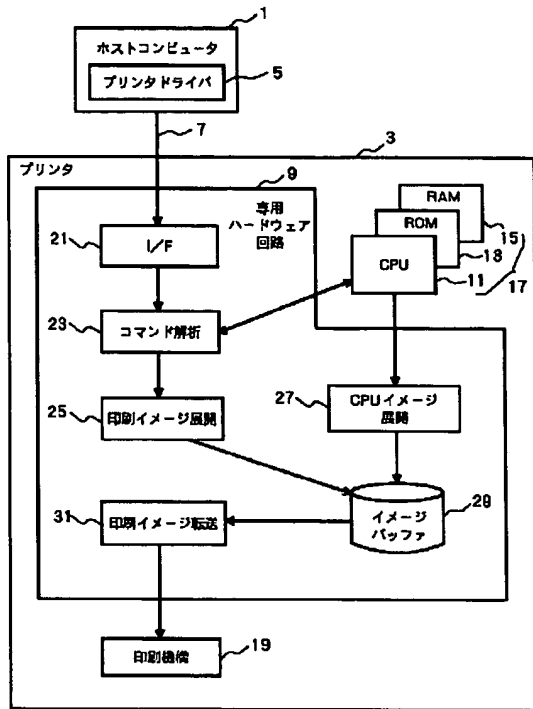 1
ホストコンピュータ
プリンタドライバ
5
7
3
プリンタ
9
専用
ハードウェア
回路
RAM
ROM
CPU
15
13
11
17
21
I/F
23
コマンド解析
25
印刷イメージ展開
27
CPUイメージ
展開
イメージ
バッファ
29
31
印刷イメージ転送
印刷機構
19